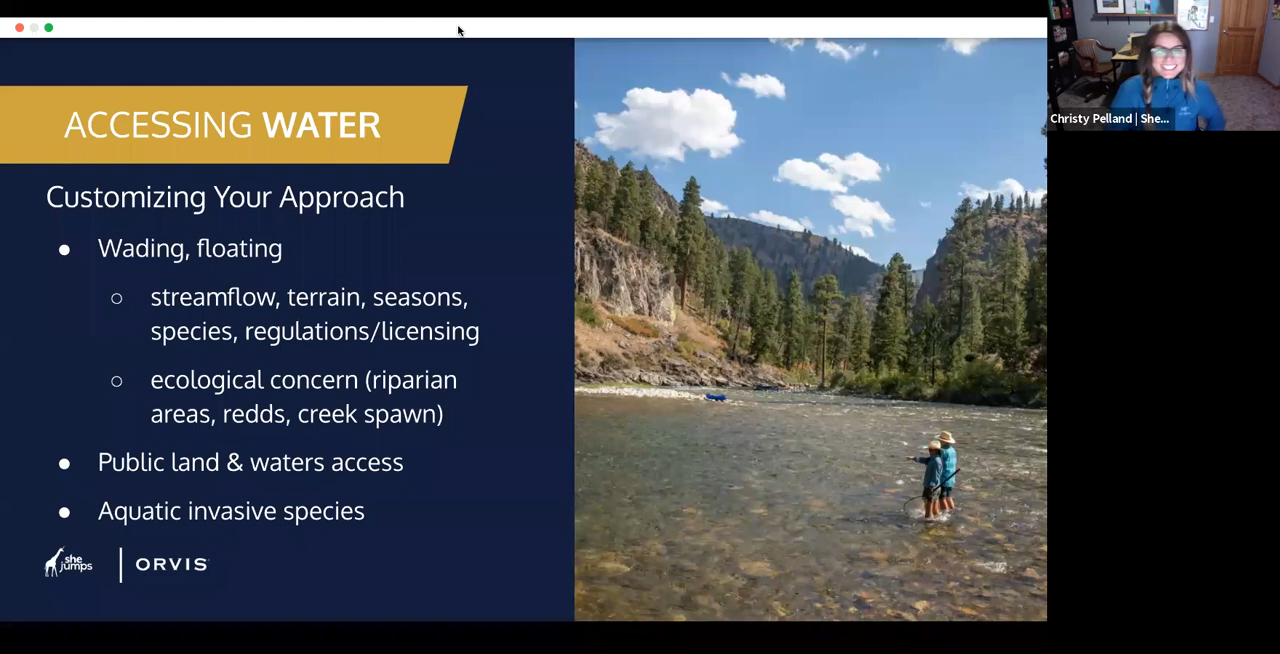 ACCESSING WATER
Customizing Your Approach
● Wading, floating
○ streamflow, terrain, seasons,
species, regulations/licensing
○ ecological concern (riparian
areas, redds, creek spawn)
● Public land & waters access
● Aquatic invasive species
she
jumps
ORVIS
Christy Pelland | She...